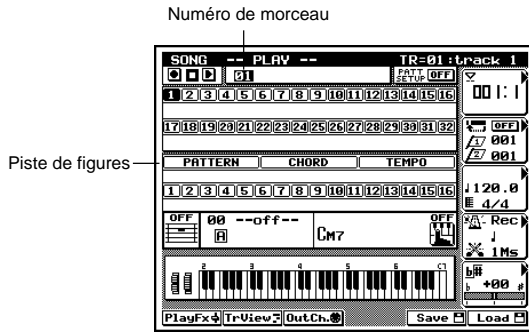 Numéro de morceau
SONG -- PLAY -- TR=01:track 1
01 PATT SETUP OFF
001:1
1 2 3 4 5 6 7 8 9 10 11 12 13 14 15 16
17 18 19 20 21 22 23 24 25 26 27 28 29 30 31 32
OFF
1 001
2 001
Piste de figures
PATTERN CHORD TEMPO
♩120.0
4/4
1 2 3 4 5 6 7 8 9 10 11 12 13 14 15 16
OFF 00 --off-- CM7 OFF
A
Rec
1Ms
2 3 4 5 6 C7
b#
b +00 #
PlayFx TrView OutCh. Save Load